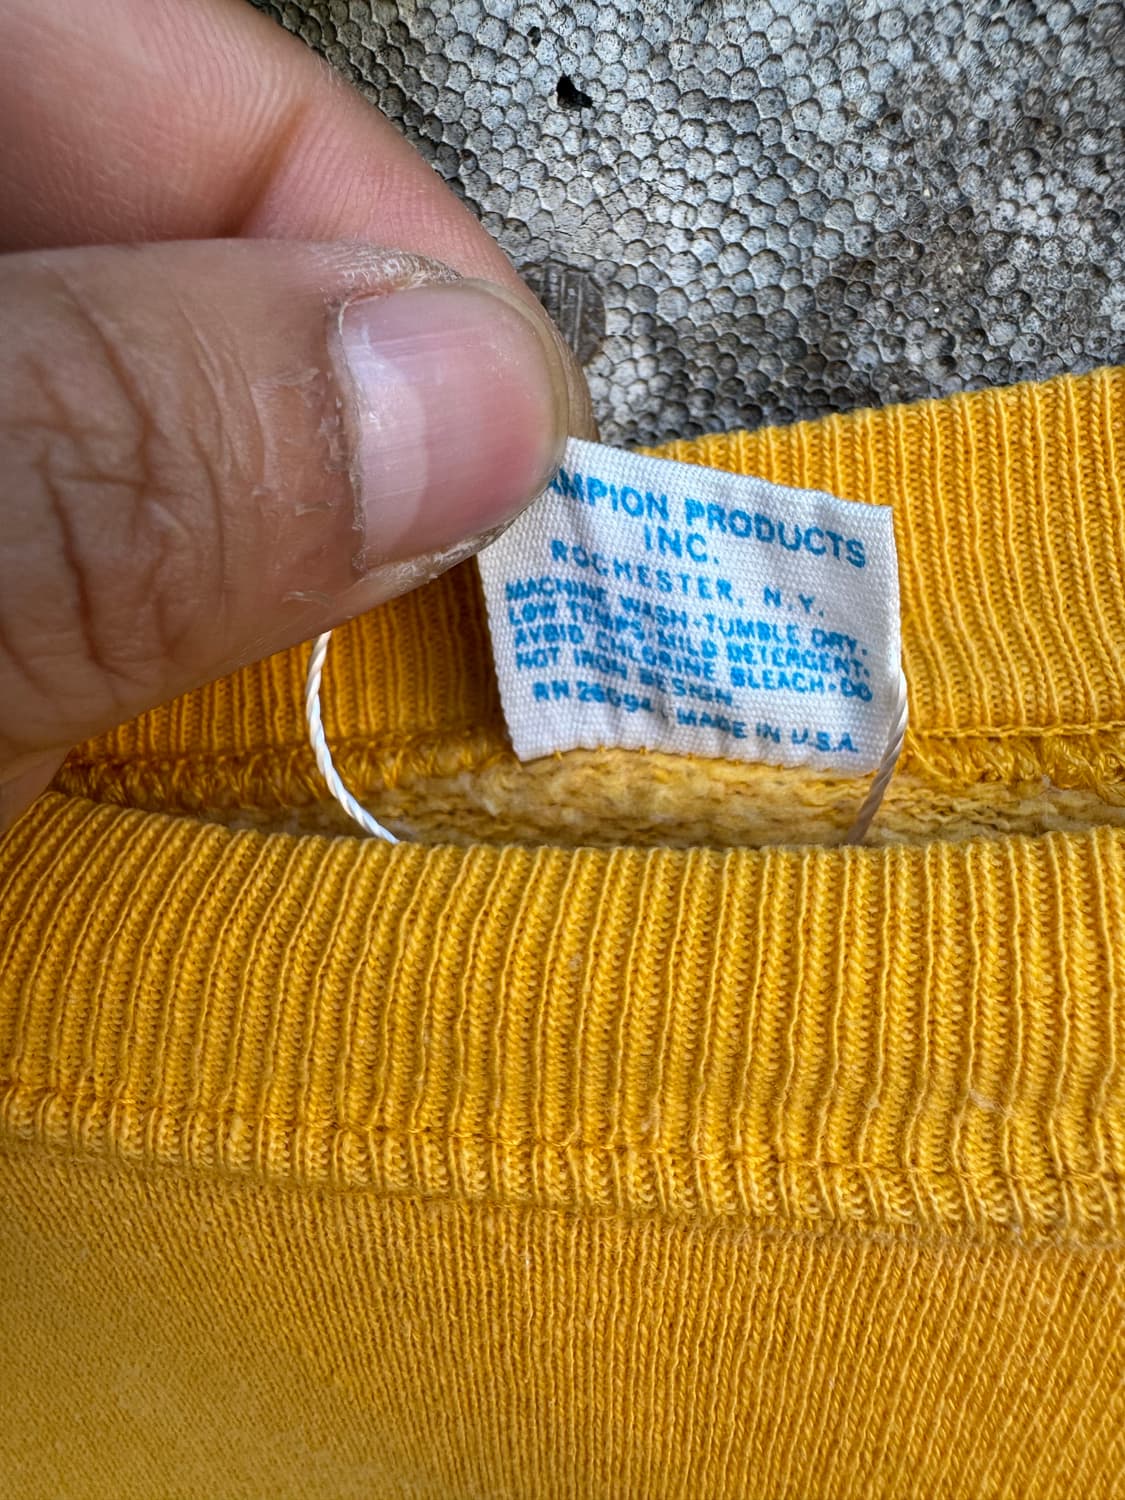 MPION PRODUCTS
INC.
ROCHESTER, N.Y.
MACHINE WASH-TUMBLE DRY.
LOW TEMPS. MILD DETERGENT.
AVOID CHLORINE BLEACH-DO
NOT IRON DESIGN
RN 26094 MADE IN U.S.A.